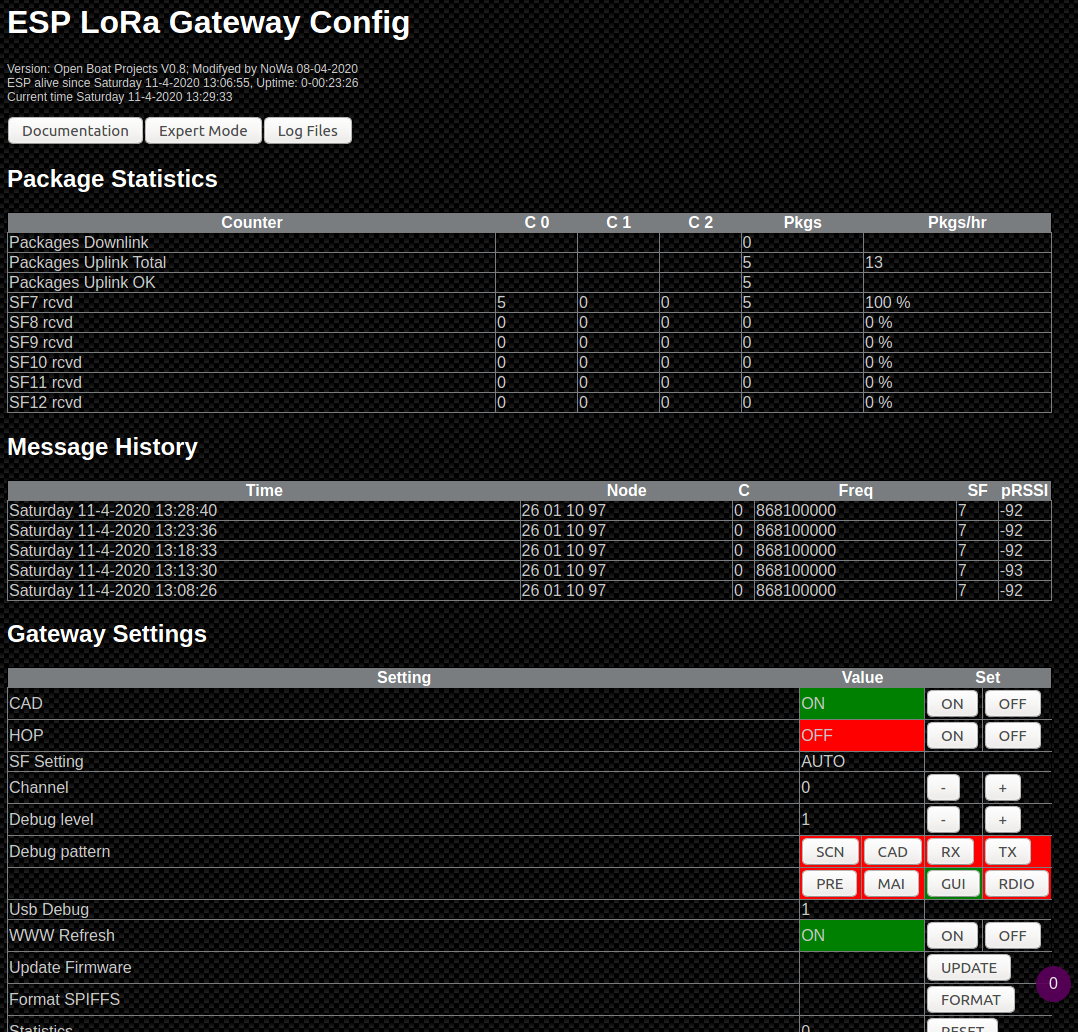 ESP LoRa Gateway Config
Version: Open Boat Projects V0.8; Modifyed by NoWa 08-04-2020
ESP alive since Saturday 11-4-2020 13:06:55, Uptime: 0-00:23:26
Current time Saturday 11-4-2020 13:29:33
Documentation Expert Mode Log Files
Package Statistics
Counter C 0 C 1 C 2 Pkgs Pkgs/hr
Packages Downlink 0
Packages Uplink Total 5 13
Packages Uplink OK 5
SF7 rcvd 5 0 0 5 100 %
SF8 rcvd 0 0 0 0 0 %
SF9 rcvd 0 0 0 0 0 %
SF10 rcvd 0 0 0 0 0 %
SF11 rcvd 0 0 0 0 0 %
SF12 rcvd 0 0 0 0 0 %
Message History
Time Node C Freq SF pRSSI
Saturday 11-4-2020 13:28:40 26 01 10 97 0 868100000 7 -92
Saturday 11-4-2020 13:23:36 26 01 10 97 0 868100000 7 -92
Saturday 11-4-2020 13:18:33 26 01 10 97 0 868100000 7 -92
Saturday 11-4-2020 13:13:30 26 01 10 97 0 868100000 7 -93
Saturday 11-4-2020 13:08:26 26 01 10 97 0 868100000 7 -92
Gateway Settings
Setting Value Set
CAD ON ON OFF
HOP OFF ON OFF
SF Setting AUTO
Channel 0 - +
Debug level 1 - +
Debug pattern SCN CAD RX TX
PRE MAI GUI RDIO
Usb Debug 1
WWW Refresh ON ON OFF
Update Firmware UPDATE
0
Format SPIFFS FORMAT
Statistics 0 RESET